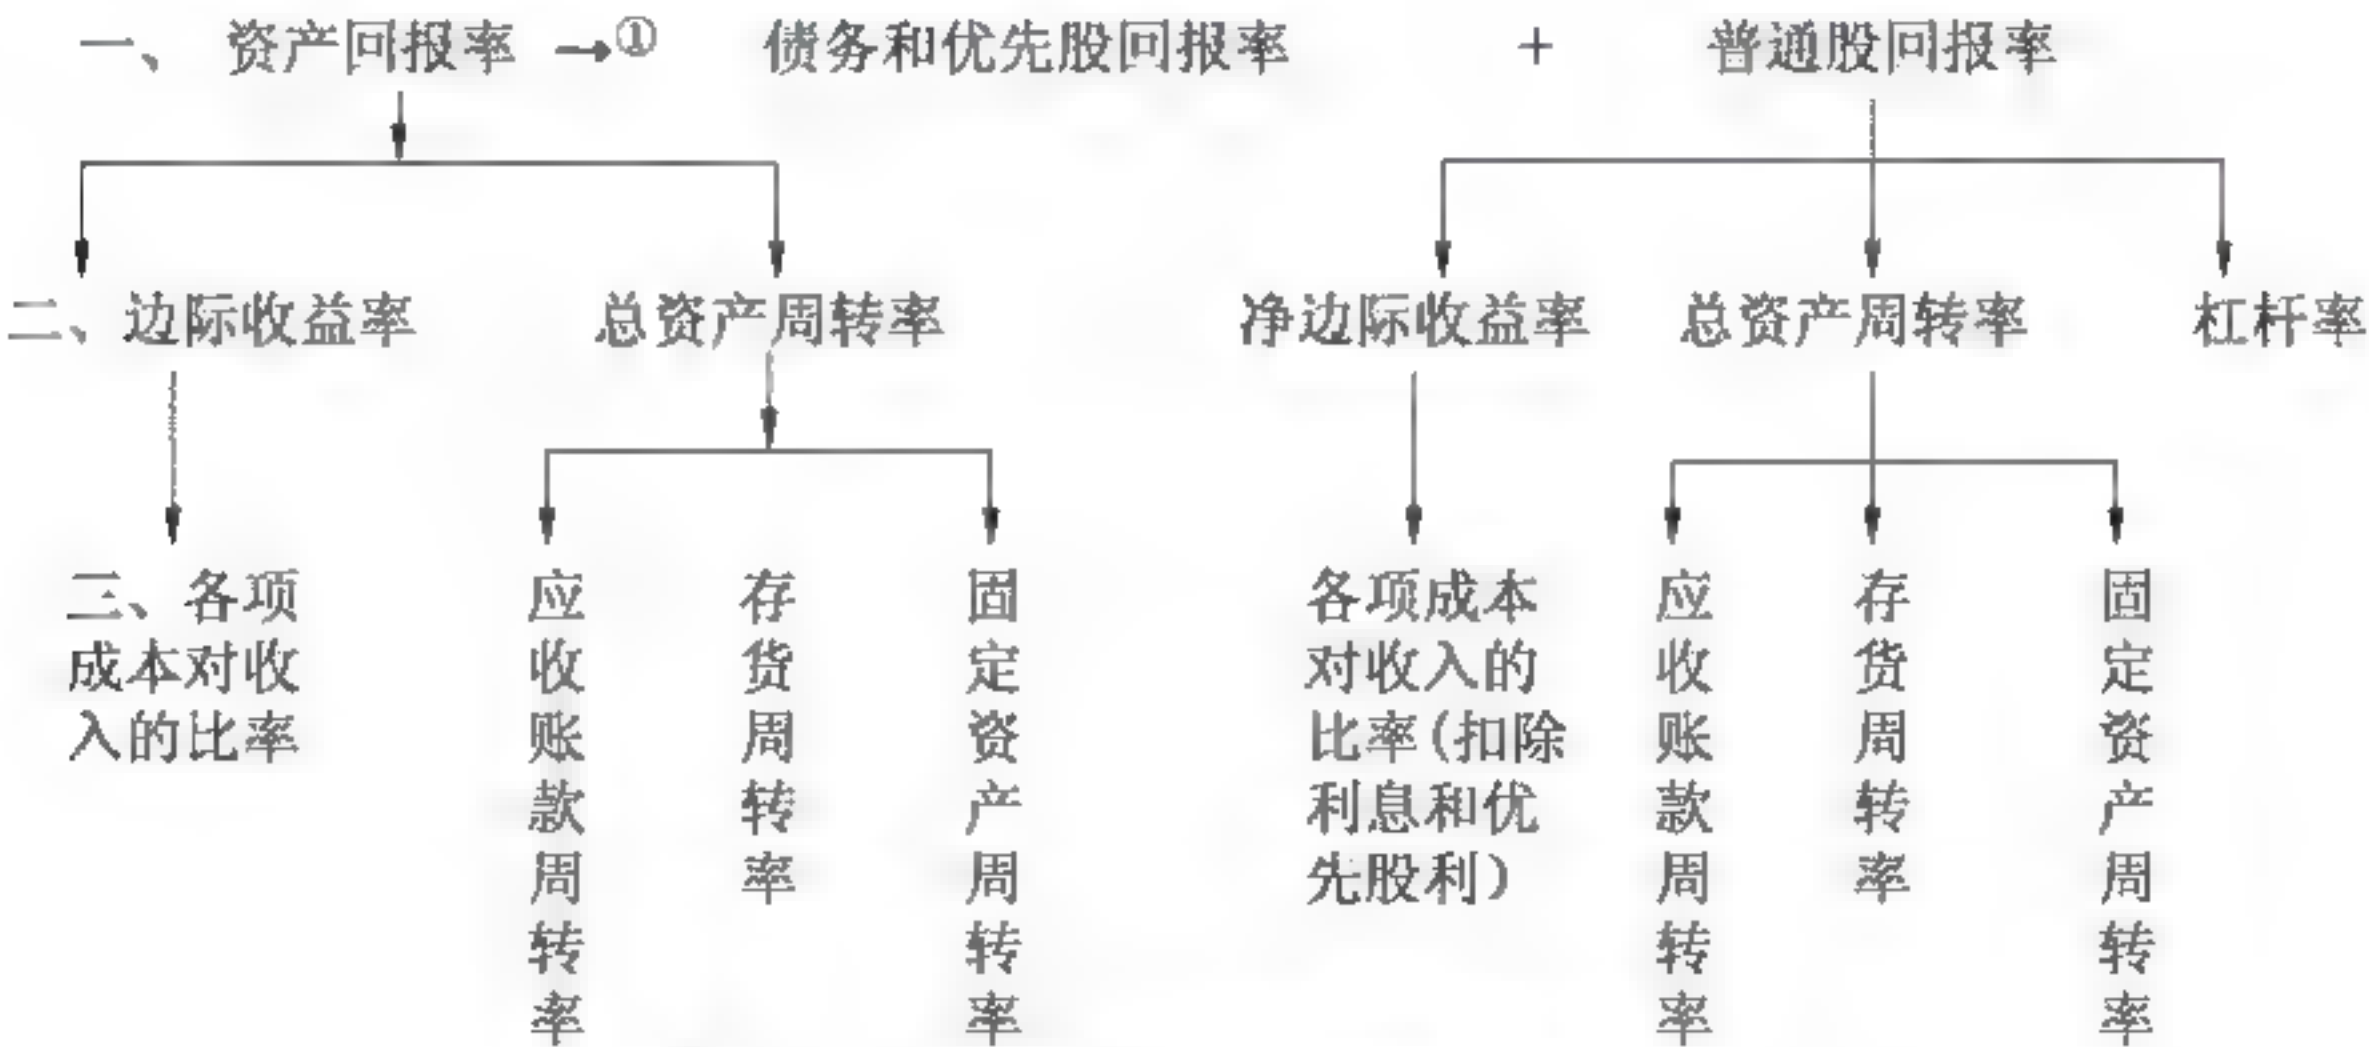 一、 资产回报率 →① 债务和优先股回报率 + 普通股回报率
二、边际收益率 总资产周转率 净边际收益率 总资产周转率 杠杆率
三、各项
成本对收
入的比率
应收账款周转率
存货周转率
固定资产周转率
各项成本
对收入的
比率(扣除
利息和优
先股利)
应收账款周转率
存货周转率
固定资产周转率